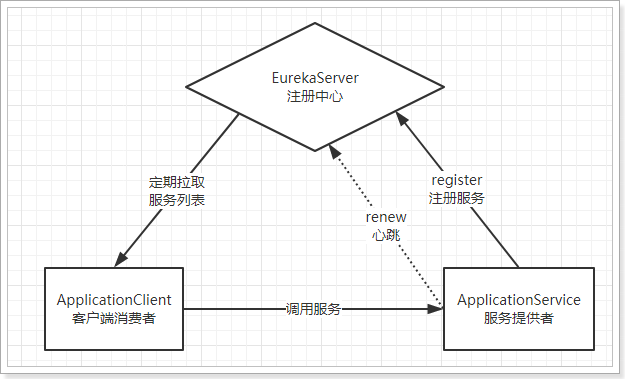 EurekaServer
注册中心
定期拉取
服务列表
register
注册服务
renew
心跳
ApplicationClient
客户端消费者
调用服务
ApplicationService
服务提供者